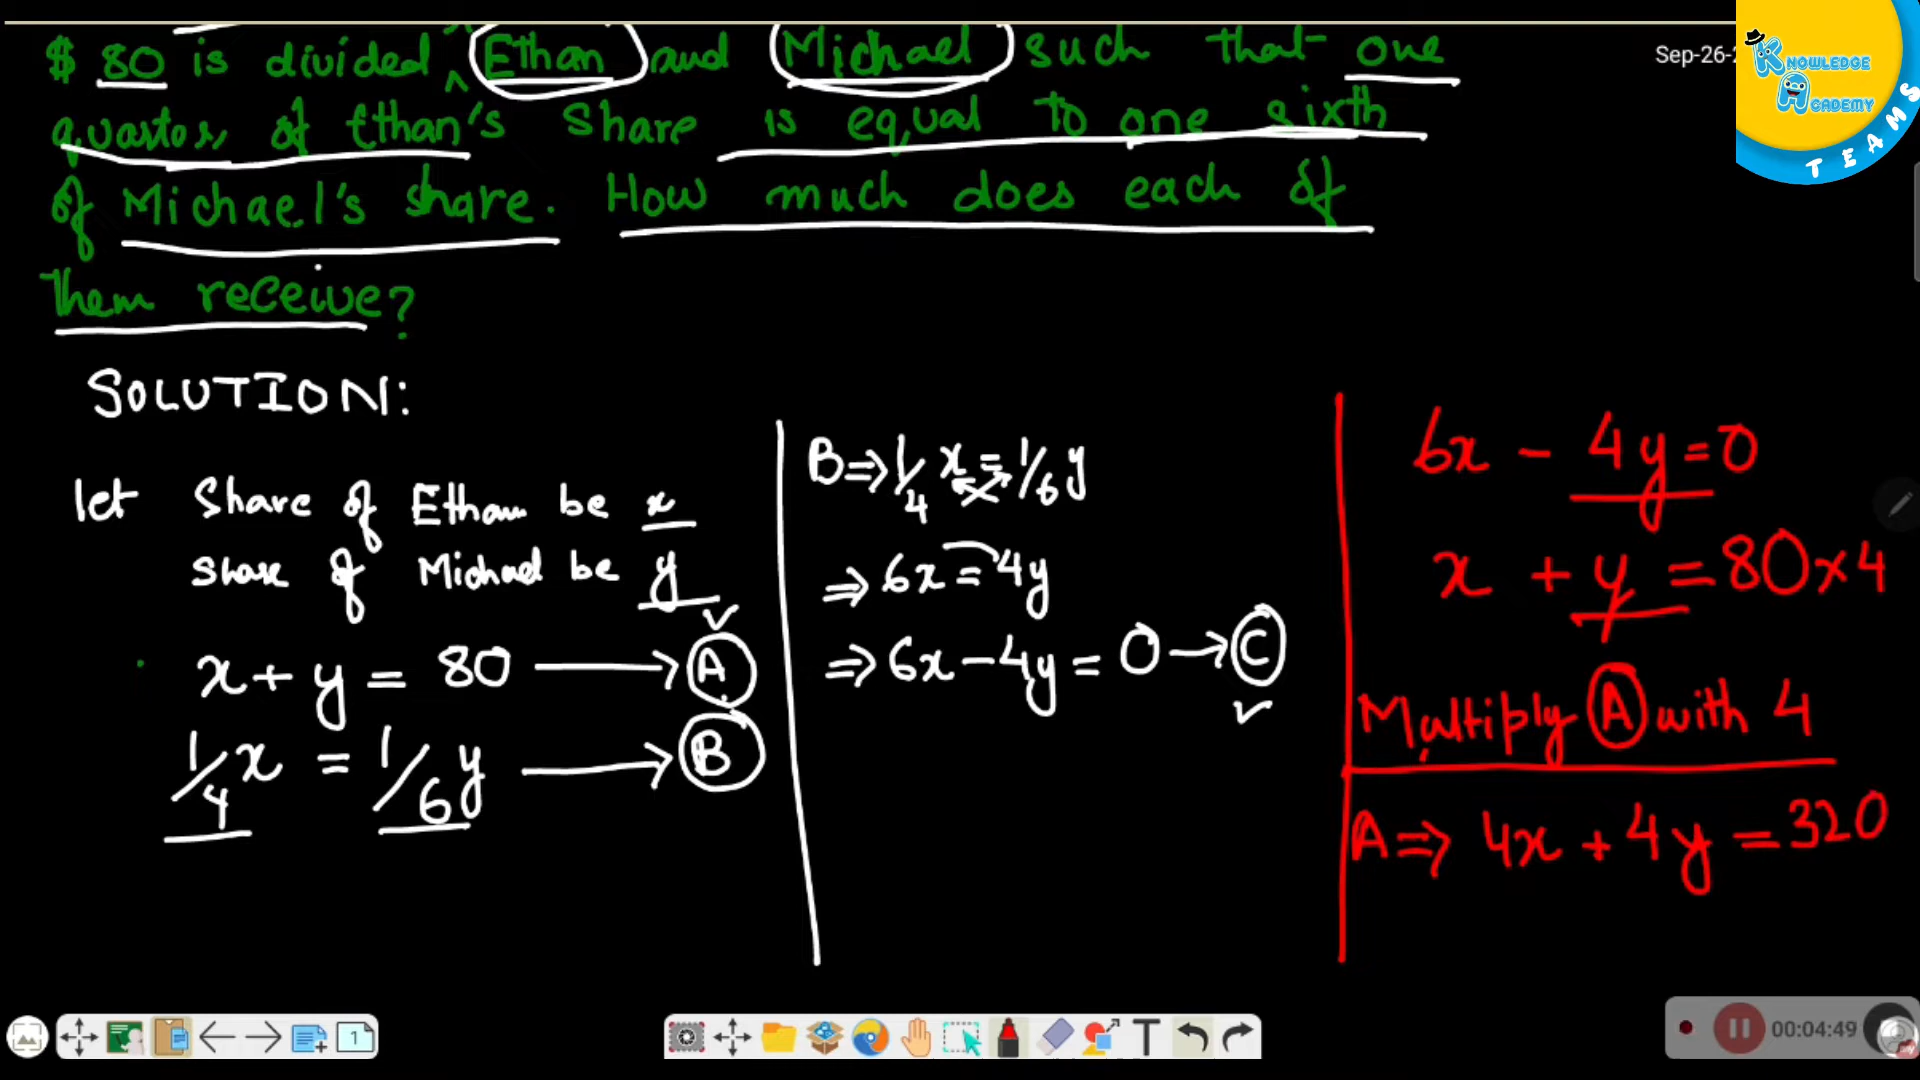 $ 80 is divided ^ Ethan and Michael such that one
quarter of Ethan's share is equal to one sixth
of Michael's share. How much does each of
them receive?
SOLUTION:
let Share of Ethan be x
Share of Michael be y
x + y = 80 → A
1/4 x = 1/6 y → B
B ⇒ 1/4 x = 1/6 y
⇒ 6x = 4y
⇒ 6x - 4y = 0 → C
6x - 4y = 0
x + y = 80 × 4
Multiply A with 4
A ⇒ 4x + 4y = 320
Sep-26-2
KNOWLEDGE
ACADEMY
TEAMS
1
T
00:04:49